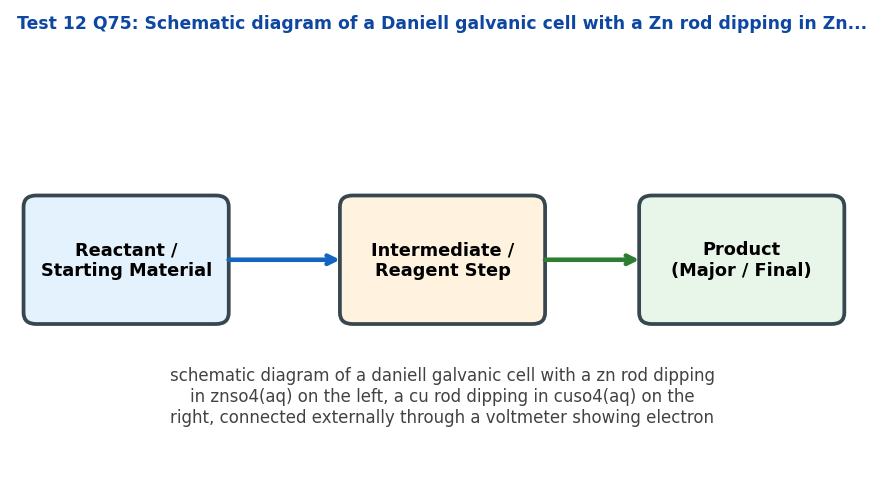 Test 12 Q75: Schematic diagram of a Daniell galvanic cell with a Zn rod dipping in Zn...
Reactant /
Starting Material
Intermediate /
Reagent Step
Product
(Major / Final)
schematic diagram of a daniell galvanic cell with a zn rod dipping
in znso4(aq) on the left, a cu rod dipping in cuso4(aq) on the
right, connected externally through a voltmeter showing electron